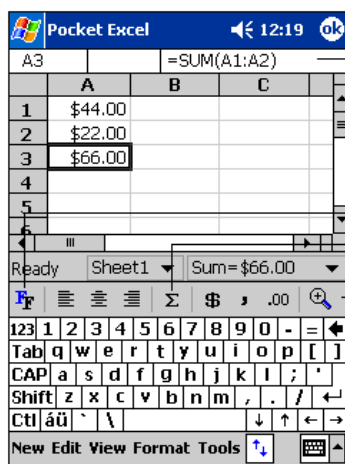 Pocket Excel 12:19 ok
A3 =SUM(A1:A2)
A B C
1 $44.00
2 $22.00
3 $66.00
4
5
6
Ready Sheet1 Sum=$66.00
FF Σ $ , .00
123 1 2 3 4 5 6 7 8 9 0 - =
Tab q w e r t y u i o p [ ]
CAP a s d f g h j k l ; '
Shift z x c v b n m , . /
Ctl áü ` \
New Edit View Format Tools